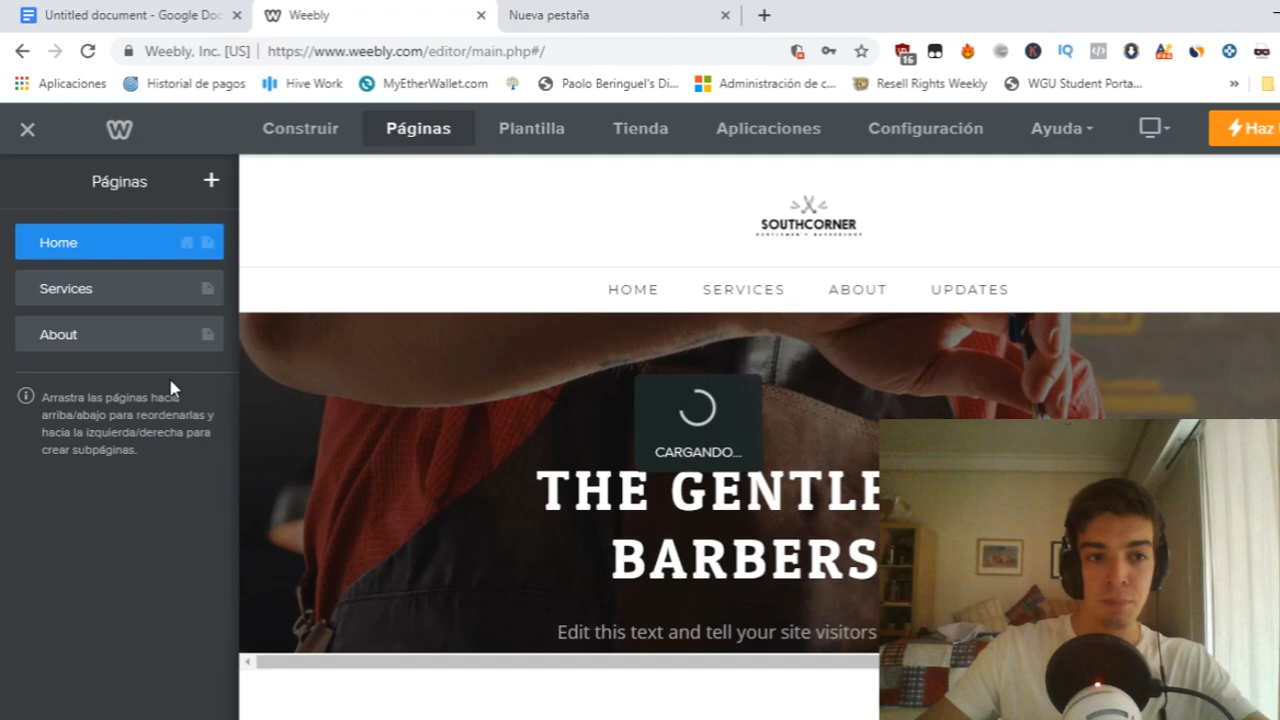 Untitled document - Google Doc
Weebly
Nueva pestaña
Weebly, Inc. [US]
https://www.weebly.com/editor/main.php#/
16
IQ
Aplicaciones
Historial de pagos
Hive Work
MyEtherWallet.com
Paolo Beringuel's Di...
Administración de c...
Resell Rights Weekly
WGU Student Porta...
»
Construir
Páginas
Plantilla
Tienda
Aplicaciones
Configuración
Ayuda
Haz
Páginas
Home
Services
About
Arrastra las páginas hacia
arriba/abajo para reordenarlas y
hacia la izquierda/derecha para
crear subpáginas.
SOUTHCORNER
GENTLEMEN'S BARBERSHOP
HOME
SERVICES
ABOUT
UPDATES
CARGANDO...
THE GENTLE
BARBERS
Edit this text and tell your site visitors